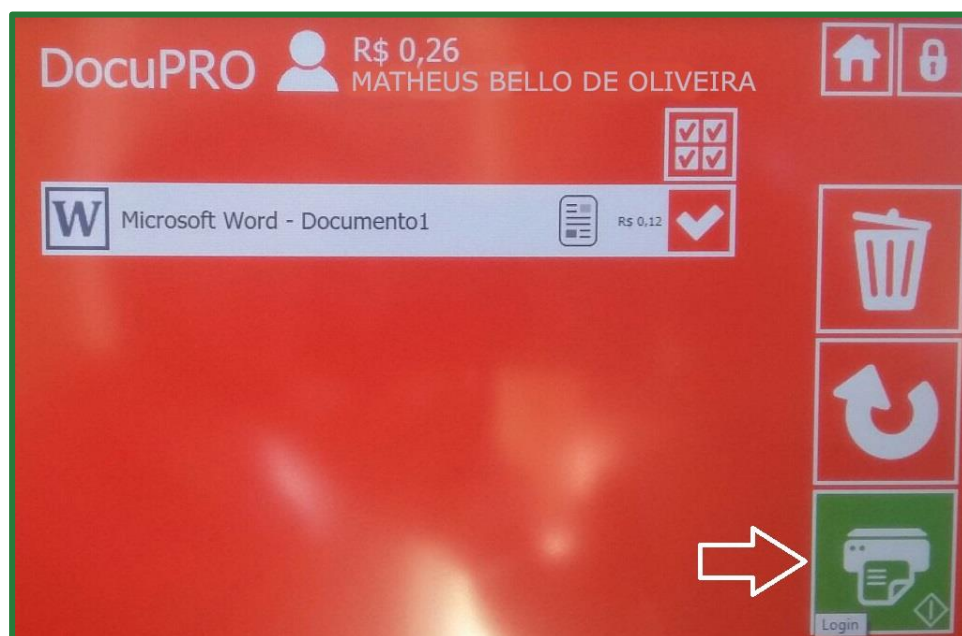 DocuPRO
R$ 0,26
MATHEUS BELLO DE OLIVEIRA
W
Microsoft Word - Documento1
R$ 0,12
Login